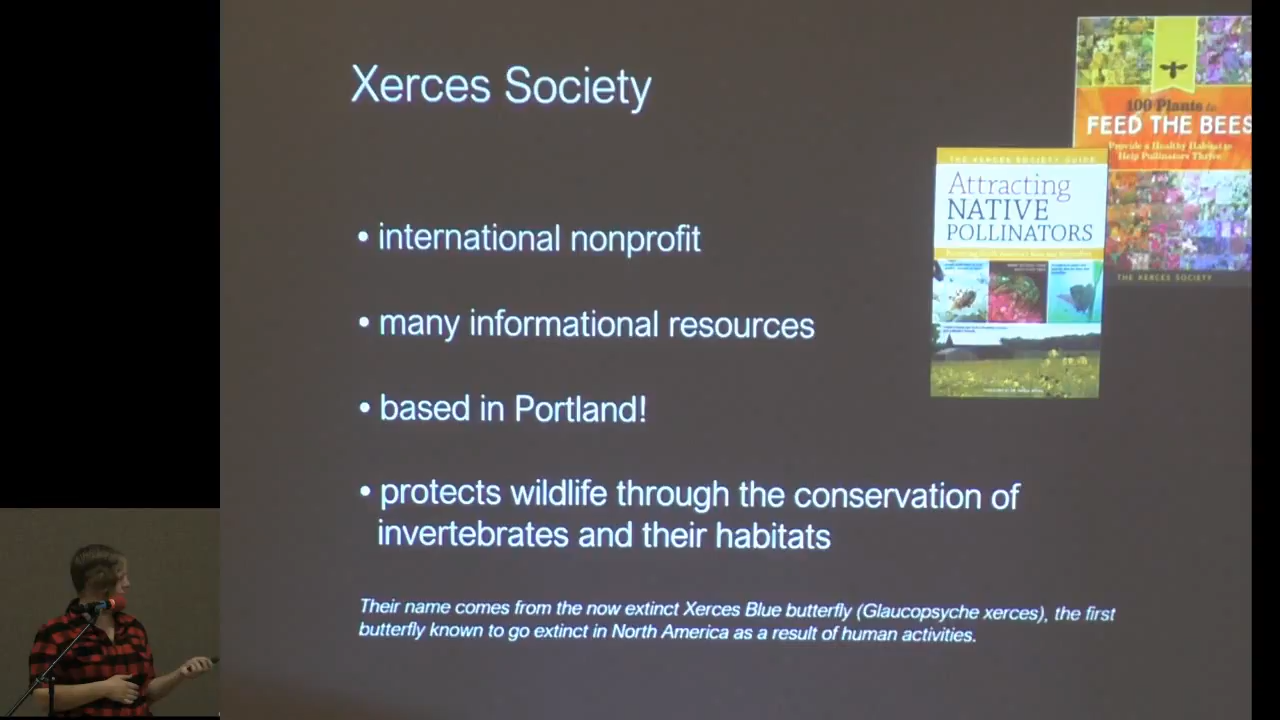 Xerces Society
• international nonprofit
• many informational resources
• based in Portland!
• protects wildlife through the conservation of
invertebrates and their habitats
Their name comes from the now extinct Xerces Blue butterfly (Glaucopsyche xerces), the first
butterfly known to go extinct in North America as a result of human activities.
100 Plants to
FEED THE BEES
Provide a Healthy Habitat to
Help Pollinators Thrive
THE XERCES SOCIETY
THE XERCES SOCIETY GUIDE
Attracting
NATIVE
POLLINATORS